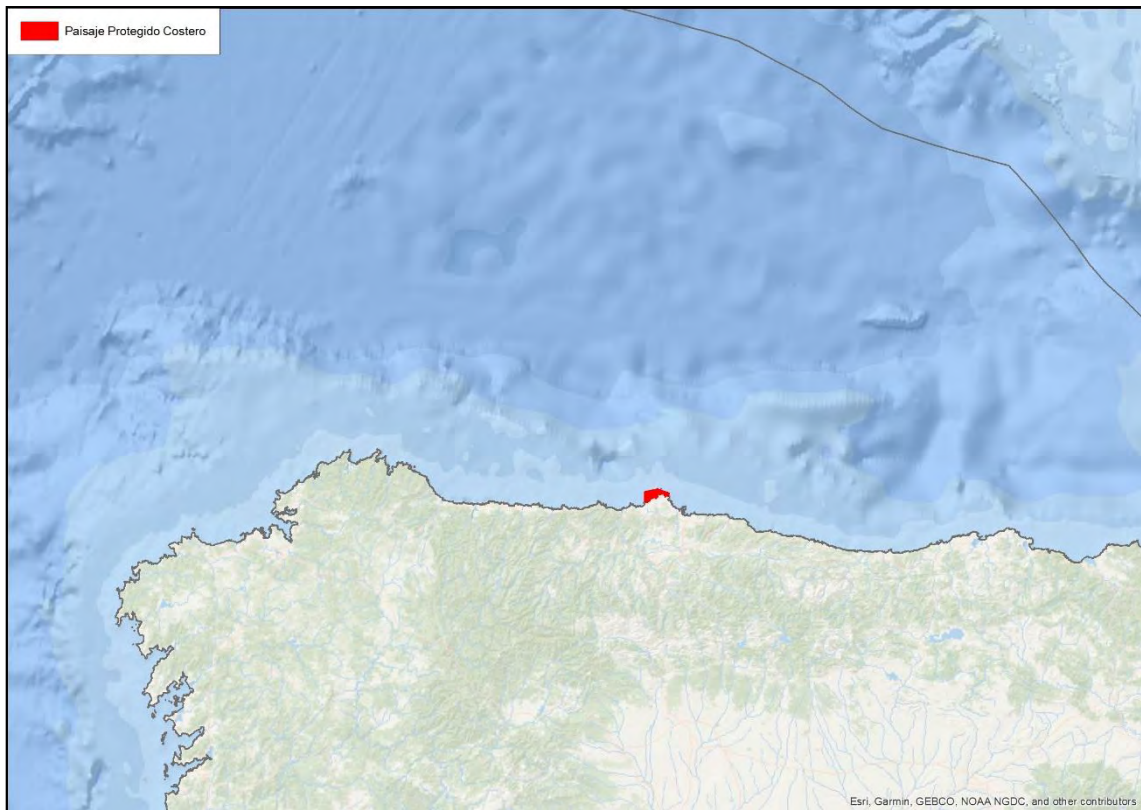 Paisaje Protegido Costero
Esri, Garmin, GEBCO, NOAA NGDC, and other contributors